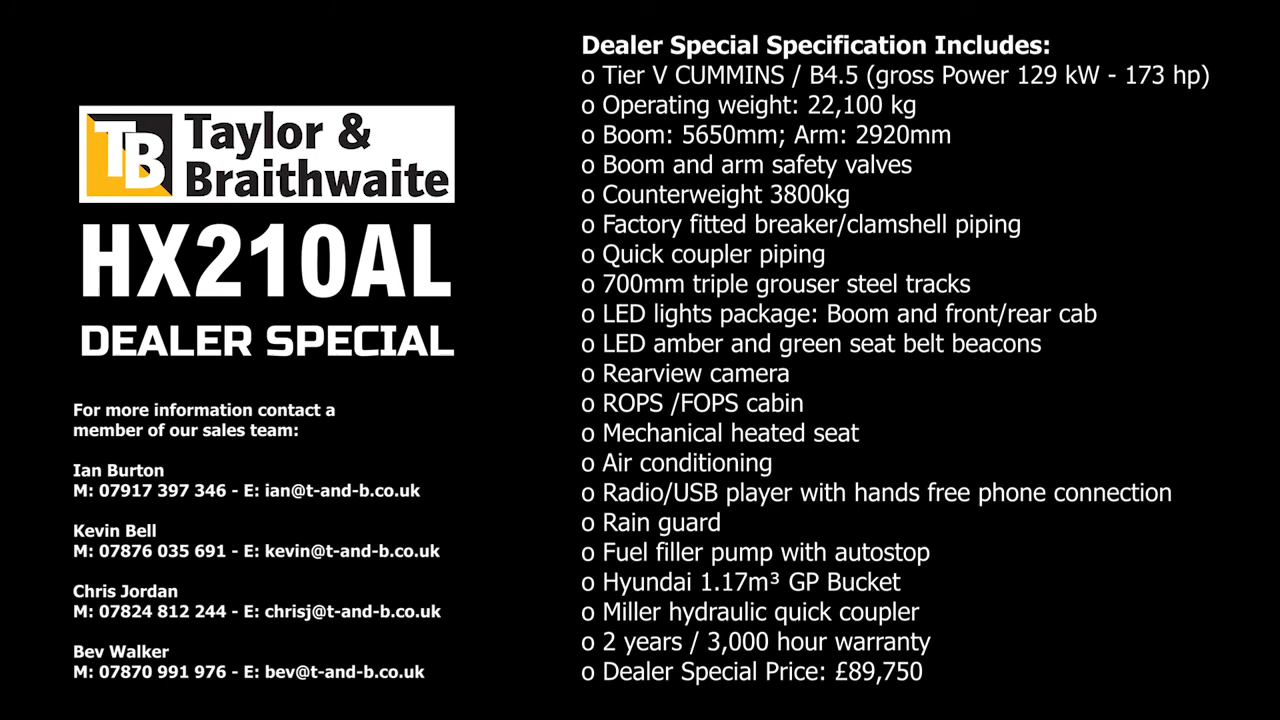 TB Taylor &
Braithwaite
HX210AL
DEALER SPECIAL
For more information contact a
member of our sales team:
Ian Burton
M: 07917 397 346 - E: ian@t-and-b.co.uk
Kevin Bell
M: 07876 035 691 - E: kevin@t-and-b.co.uk
Chris Jordan
M: 07824 812 244 - E: chrisj@t-and-b.co.uk
Bev Walker
M: 07870 991 976 - E: bev@t-and-b.co.uk
Dealer Special Specification Includes:
o Tier V CUMMINS / B4.5 (gross Power 129 kW - 173 hp)
o Operating weight: 22,100 kg
o Boom: 5650mm; Arm: 2920mm
o Boom and arm safety valves
o Counterweight 3800kg
o Factory fitted breaker/clamshell piping
o Quick coupler piping
o 700mm triple grouser steel tracks
o LED lights package: Boom and front/rear cab
o LED amber and green seat belt beacons
o Rearview camera
o ROPS /FOPS cabin
o Mechanical heated seat
o Air conditioning
o Radio/USB player with hands free phone connection
o Rain guard
o Fuel filler pump with autostop
o Hyundai 1.17m³ GP Bucket
o Miller hydraulic quick coupler
o 2 years / 3,000 hour warranty
o Dealer Special Price: £89,750